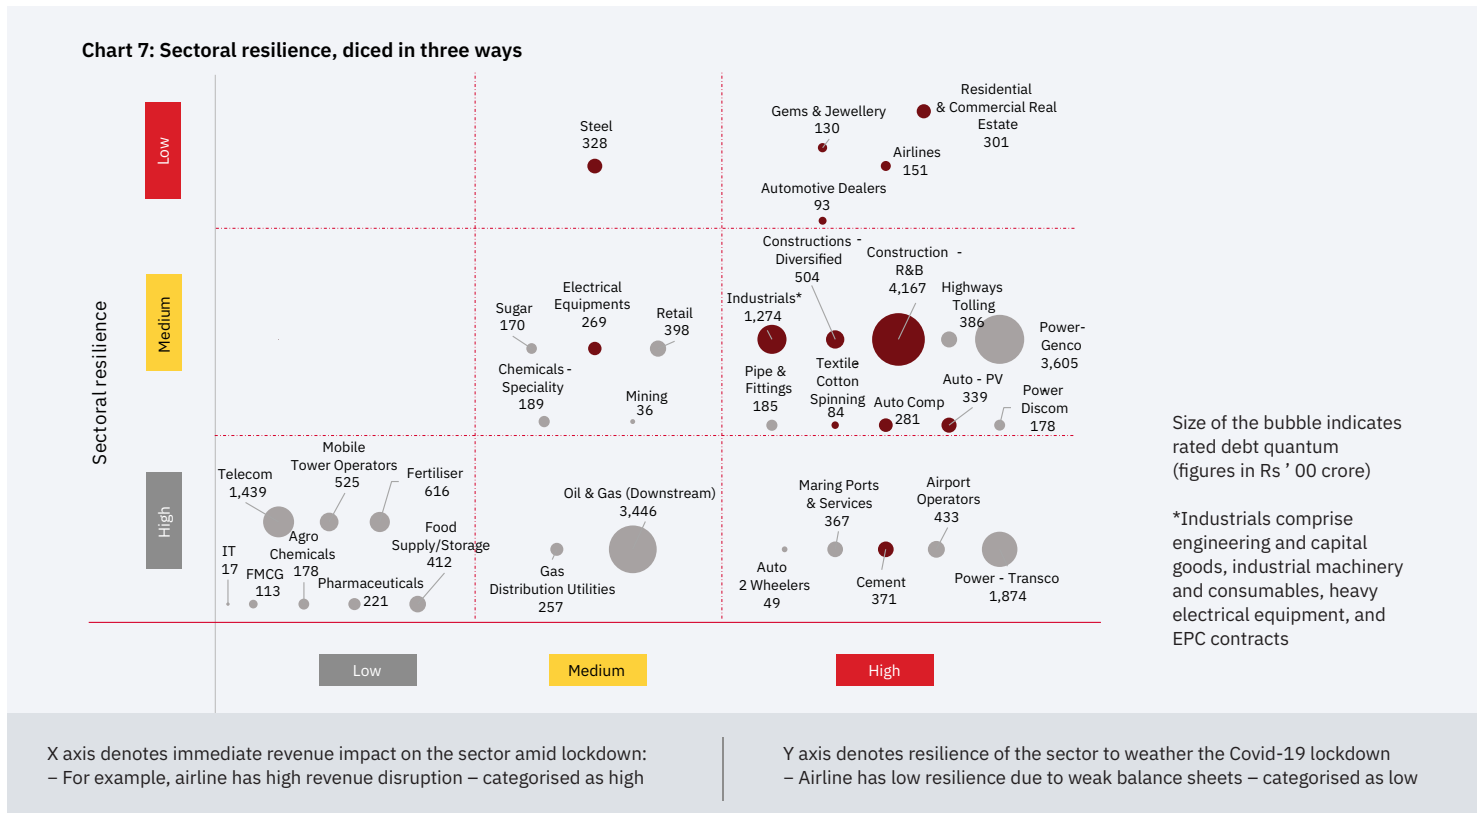 Chart 7: Sectoral resilience, diced in three ways
Sectoral resilience
Low
Steel
328
Gems & Jewellery
130
Residential
& Commercial Real
Estate
301
Airlines
151
Automotive Dealers
93
Medium
Sugar
170
Electrical
Equipments
269
Retail
398
Chemicals -
Speciality
189
Mining
36
Constructions -
Diversified
504
Construction -
R&B
4,167
Industrials*
1,274
Highways
Tolling
386
Power-
Genco
3,605
Pipe &
Fittings
185
Textile
Cotton
Spinning
84
Auto Comp
281
Auto - PV
339
Power
Discom
178
High
Telecom
1,439
Mobile
Tower Operators
525
Fertiliser
616
IT
17
FMCG
113
Agro
Chemicals
178
Pharmaceuticals
221
Food
Supply/Storage
412
Oil & Gas (Downstream)
3,446
Gas
Distribution Utilities
257
Maring Ports
& Services
367
Airport
Operators
433
Auto
2 Wheelers
49
Cement
371
Power - Transco
1,874
Low
Medium
High
Size of the bubble indicates
rated debt quantum
(figures in Rs ’ 00 crore)
*Industrials comprise
engineering and capital
goods, industrial machinery
and consumables, heavy
electrical equipment, and
EPC contracts
X axis denotes immediate revenue impact on the sector amid lockdown:
– For example, airline has high revenue disruption – categorised as high
Y axis denotes resilience of the sector to weather the Covid-19 lockdown
– Airline has low resilience due to weak balance sheets – categorised as low